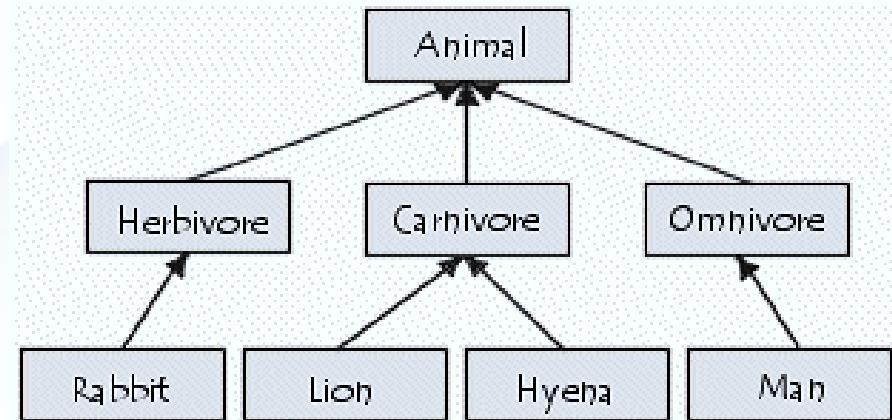 Animal
Herbivore
Carnivore
Omnivore
Rabbit
Lion
Hyena
Man